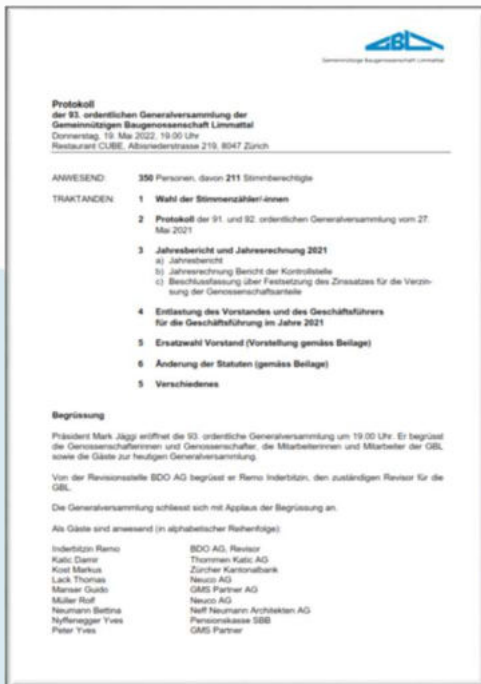 GBL
Gemeinnützige Baugenossenschaft Limmattal
Protokoll
der 93. ordentlichen Generalversammlung der
Gemeinnützigen Baugenossenschaft Limmattal
Donnerstag, 19. Mai 2022, 19.00 Uhr
Restaurant CUBE, Albisriederstrasse 219, 8047 Zürich
ANWESEND: 350 Personen, davon 211 Stimmberechtigte
TRAKTANDEN: 1 Wahl der Stimmenzähler/-innen
2 Protokoll der 91. und 92. ordentlichen Generalversammlung vom 27.
Mai 2021
3 Jahresbericht und Jahresrechnung 2021
a) Jahresbericht
b) Jahresrechnung Bericht der Kontrollstelle
c) Beschlussfassung über Festsetzung des Zinssatzes für die Verzin-
sung der Genossenschaftsanteile
4 Entlastung des Vorstandes und des Geschäftsführers
für die Geschäftsführung im Jahre 2021
5 Ersatzwahl Vorstand (Vorstellung gemäss Beilage)
6 Änderung der Statuten (gemäss Beilage)
5 Verschiedenes
Begrüssung
Präsident Mark Jäggi eröffnet die 93. ordentliche Generalversammlung um 19.00 Uhr. Er begrüsst
die Genossenschafterinnen und Genossenschafter, die Mitarbeiterinnen und Mitarbeiter der GBL
sowie die Gäste zur heutigen Generalversammlung.
Von der Revisionsstelle BDO AG begrüsst er Remo Inderbitzin, den zuständigen Revisor für die
GBL.
Die Generalversammlung schliesst sich mit Applaus der Begrüssung an.
Als Gäste sind anwesend (in alphabetischer Reihenfolge):
Inderbitzin Remo BDO AG, Revisor
Katic Damir Thommen Katic AG
Kost Markus Zürcher Kantonalbank
Lack Thomas Neuco AG
Manser Guido GMS Partner AG
Müller Rolf Neuco AG
Neumann Bettina Neff Neumann Architekten AG
Nyffenegger Yves Pensionskasse SBB
Peter Yves GMS Partner